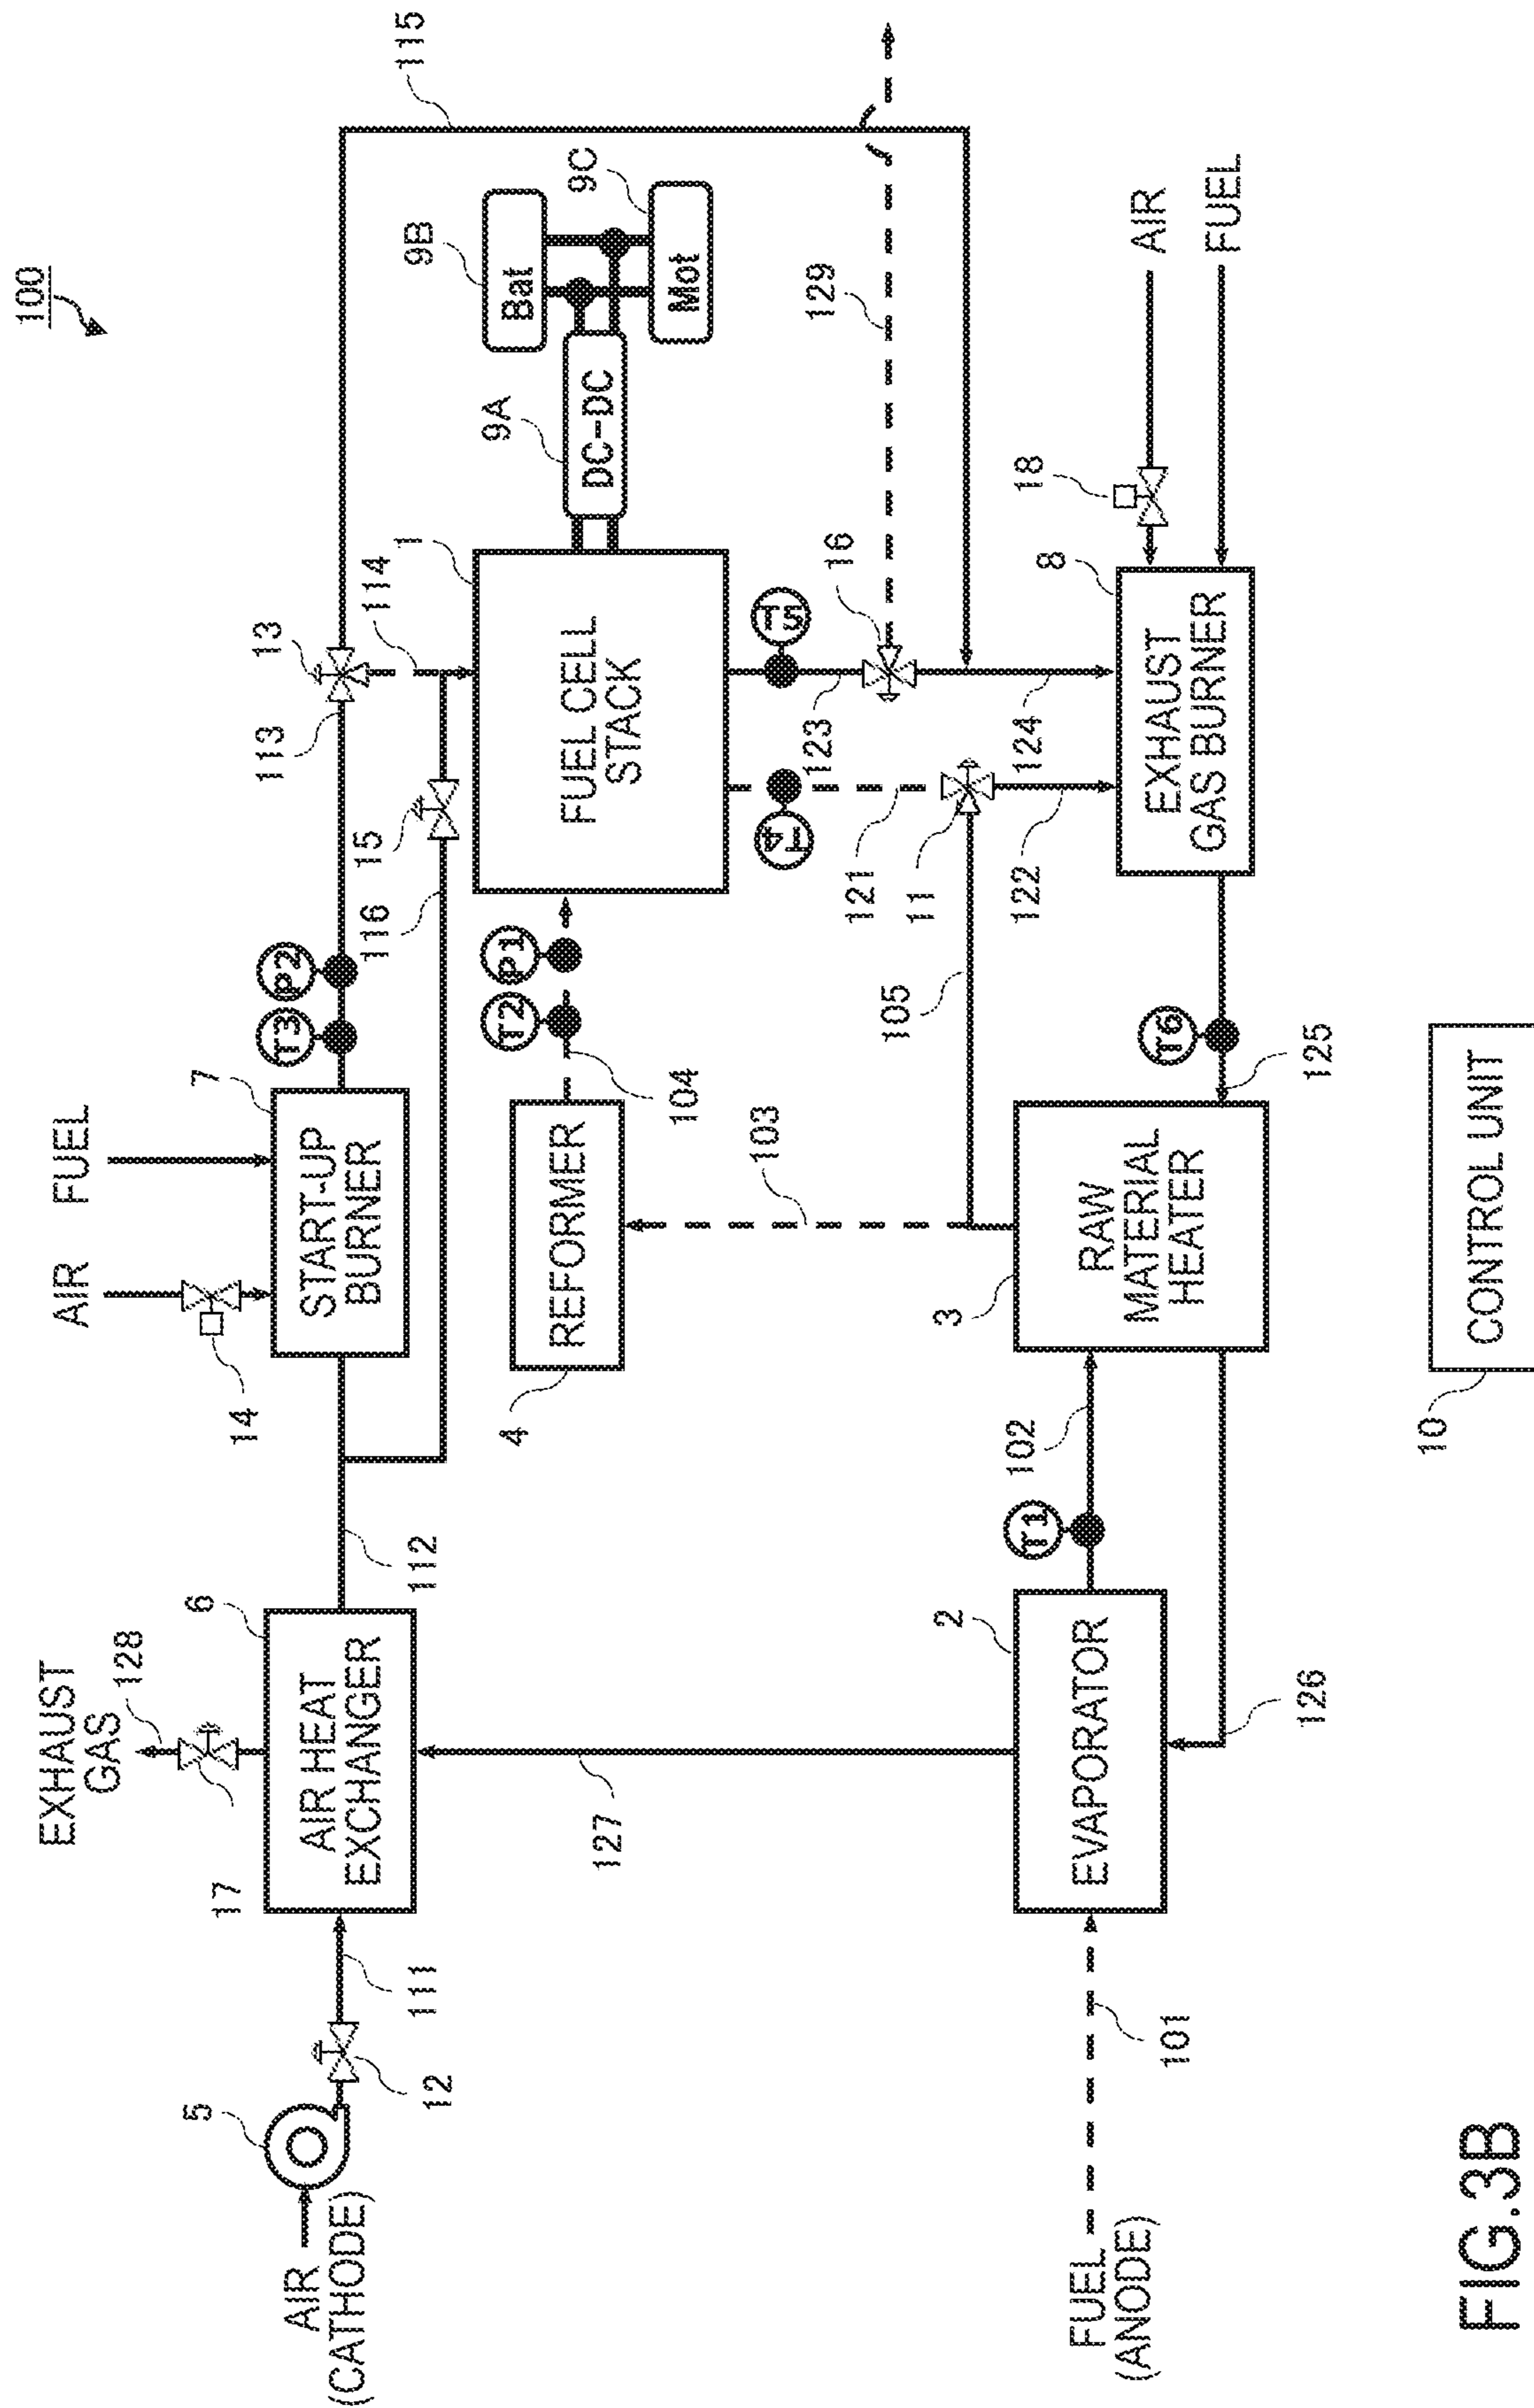 100
EXHAUST
GAS
128
17
AIR
FUEL
14
7
START-UP
BURNER
T3
P2
113
13
115
5
AIR
(CATHODE)
12
111
6
AIR HEAT
EXCHANGER
112
116
15
114
4
REFORMER
104
T2
P1
1
FUEL CELL
STACK
9A
DC-DC
9B
Bat
9C
Mot
127
103
T4
T5
121
123
16
129
105
11
122
124
FUEL
(ANODE)
101
2
EVAPORATOR
T1
102
3
RAW
MATERIAL
HEATER
T6
125
126
8
EXHAUST
GAS BURNER
18
AIR
FUEL
10
CONTROL UNIT
FIG.3B